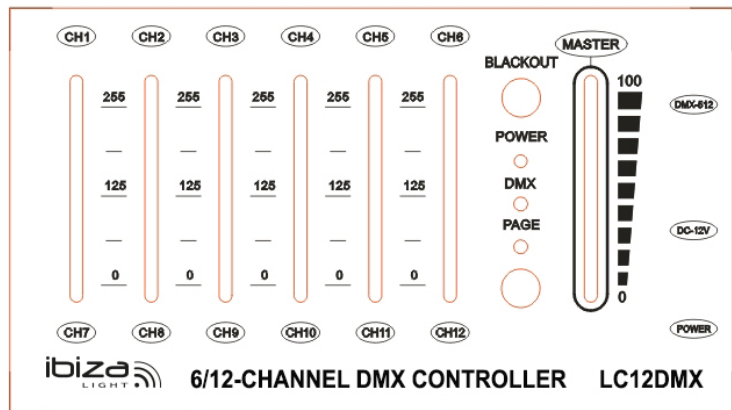 CH1 CH2 CH3 CH4 CH5 CH6
MASTER
BLACKOUT
100
255 255 255 255 255
DMX-512
POWER
125 125 125 125 125
DMX
PAGE
DC-12V
0 0 0 0 0
0
CH7 CH8 CH9 CH10 CH11 CH12
POWER
ibiza
LIGHT
6/12-CHANNEL DMX CONTROLLER LC12DMX